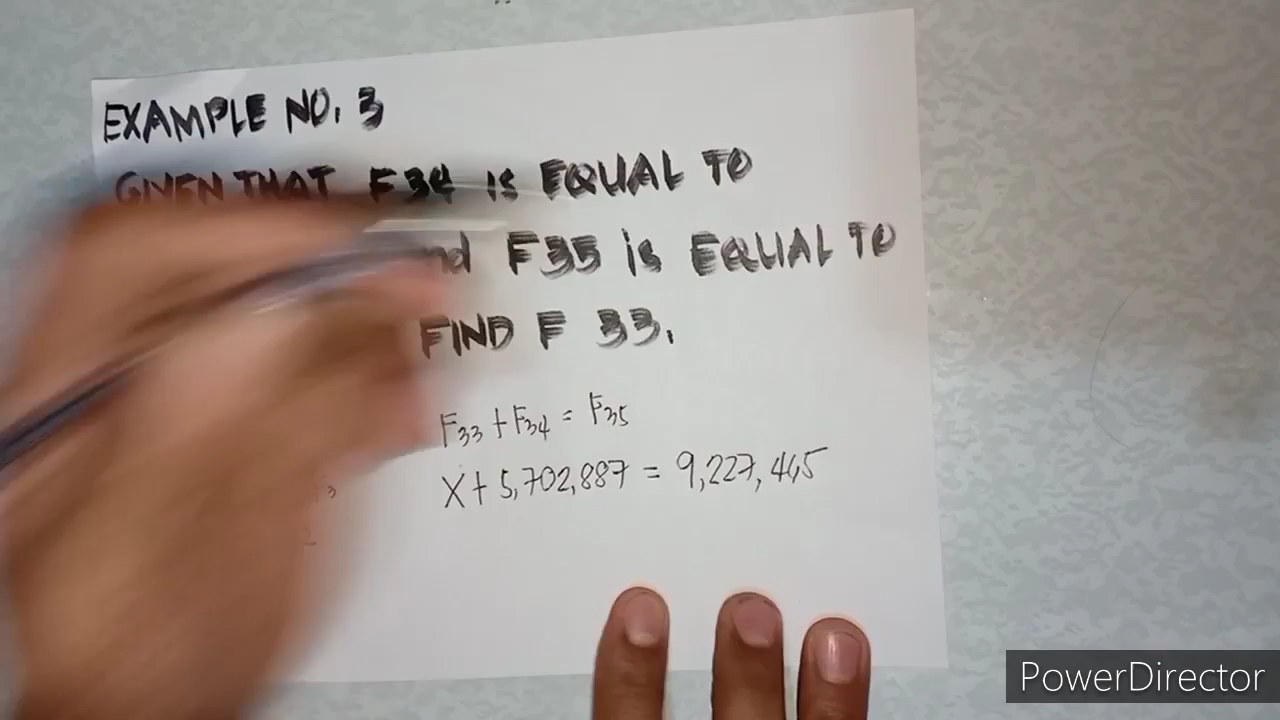 EXAMPLE NO. 3
GIVEN THAT F34 IS EQUAL TO
nd F35 is EQUAL TO
FIND F 33.
F33 + F34 = F35
X + 5,702,887 = 9,227,465
PowerDirector